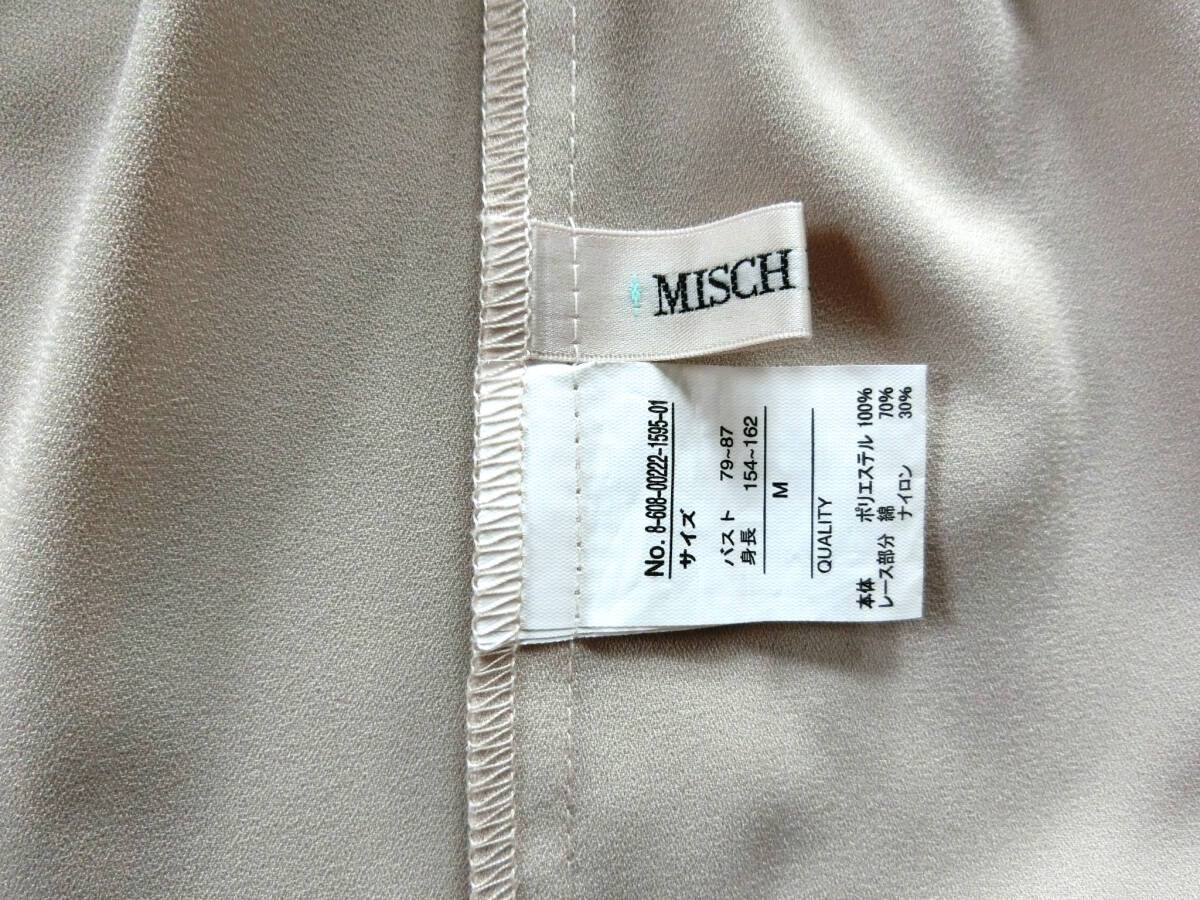 MISCH
No. 8-608-00222-1595-01
サイズ
バスト 79~87
身長 154~162
M
QUALITY
本体 ポリエステル 100%
レース部分 綿 70%
ナイロン 30%